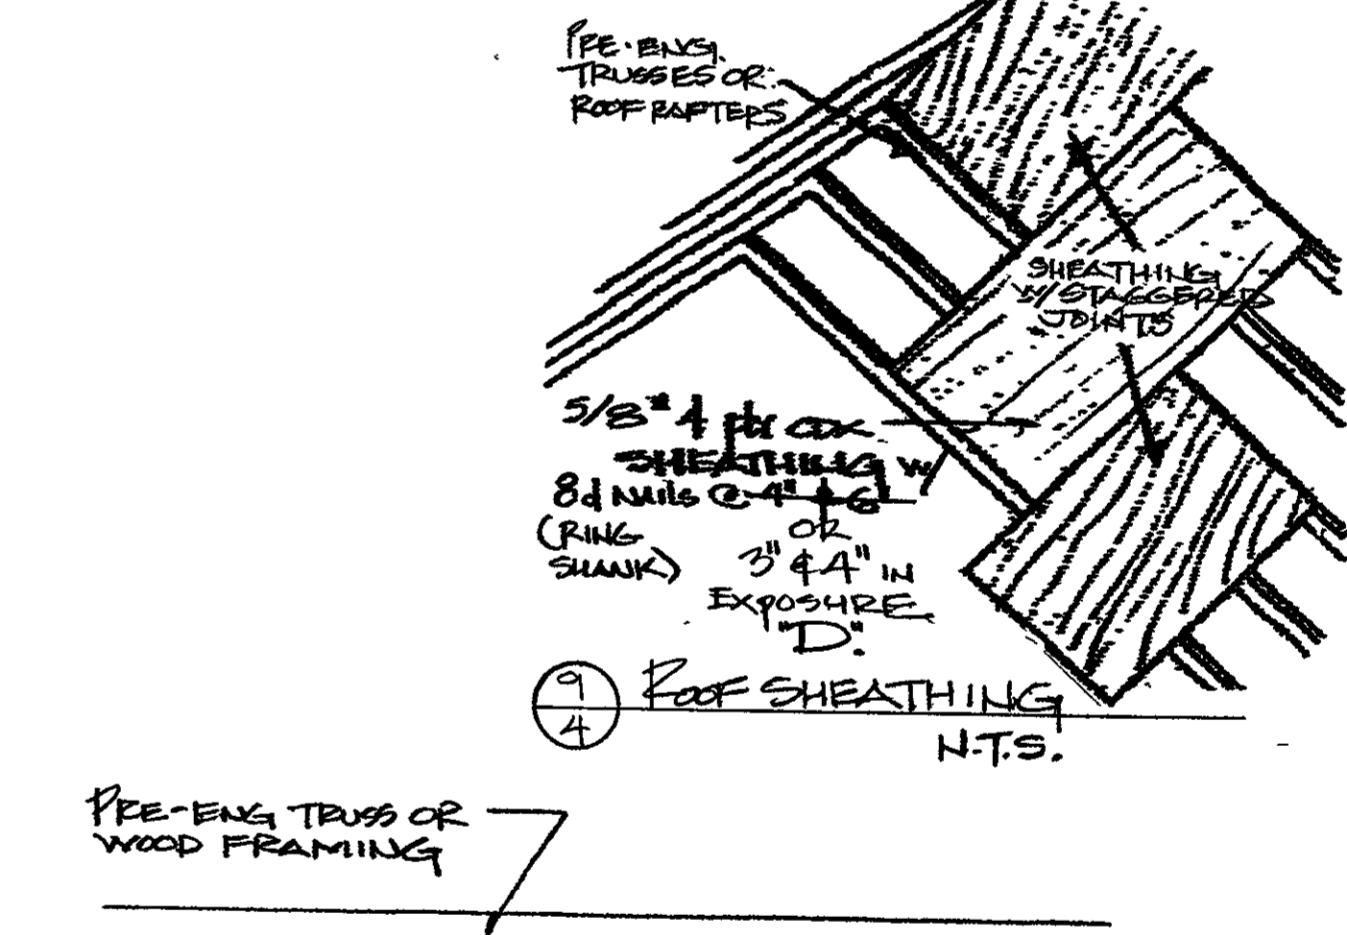 PRE-ENG.
TRUSSES OR
ROOF RAFTERS
SHEATHING
W/ STAGGERED
JOINTS
5/8" 4 ply CDX
SHEATHING W/
8d Nails @ 4" & 6"
(RING
SHANK)
OR
3" & 4" IN
EXPOSURE
"D".
9
4
ROOF SHEATHING
N.T.S.
PRE-ENG TRUSS OR
WOOD FRAMING